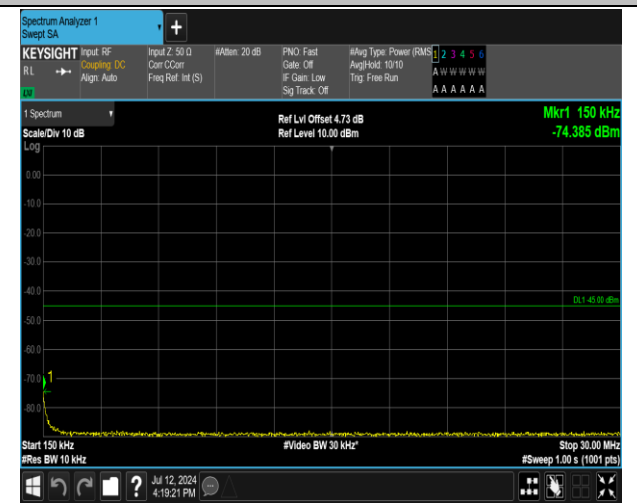 Spectrum Analyzer 1
Swept SA
+
KEYSIGHT Input: RF Input Z: 50 Ω #Atten: 20 dB PNO: Fast #Avg Type: Power (RMS 1 2 3 4 5 6
RL Coupling: DC Corr CCorr Gate: Off Avg|Hold: 10/10 A W W W W W
Align: Auto Freq Ref: Int (S) IF Gain: Low Trig: Free Run
Sig Track: Off A A A A A A
1 Spectrum Ref Lvl Offset 4.73 dB Mkr1 150 kHz
Scale/Div 10 dB Ref Level 10.00 dBm -74.385 dBm
Log
0.00
-10.0
-20.0
-30.0
-40.0
DL1 -45.00 dBm
-50.0
-60.0
-70.0 1
-80.0
Start 150 kHz #Video BW 30 kHz* Stop 30.00 MHz
#Res BW 10 kHz #Sweep 1.00 s (1001 pts)
? Jul 12, 2024
4:19:21 PM